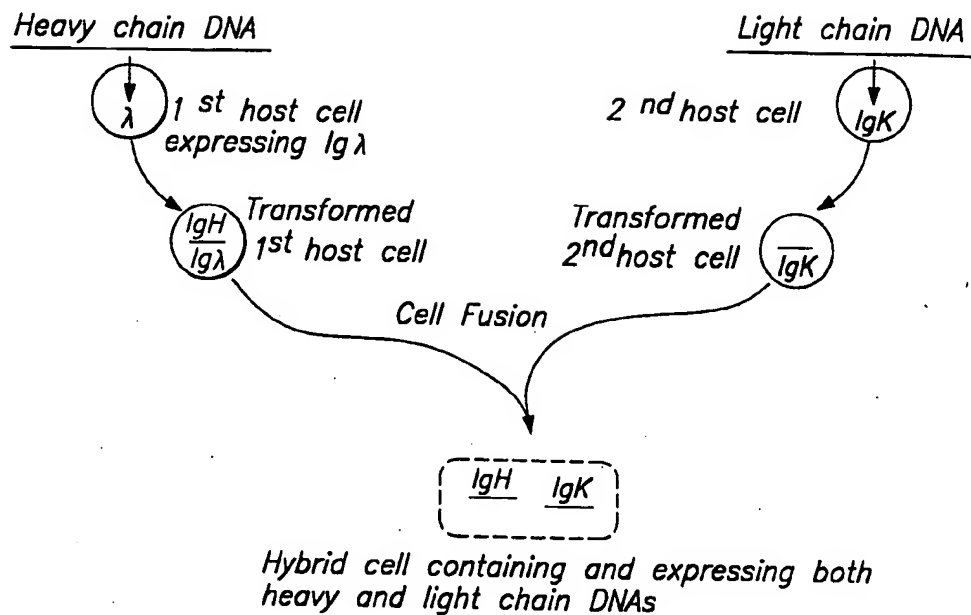 Heavy chain DNA
Light chain DNA
λ
1 st host cell
expressing Ig λ
2 nd host cell
IgK
IgH
Igλ
Transformed
1st host cell
Transformed
2nd host cell
IgK
Cell Fusion
IgH IgK
Hybrid cell containing and expressing both
heavy and light chain DNAs